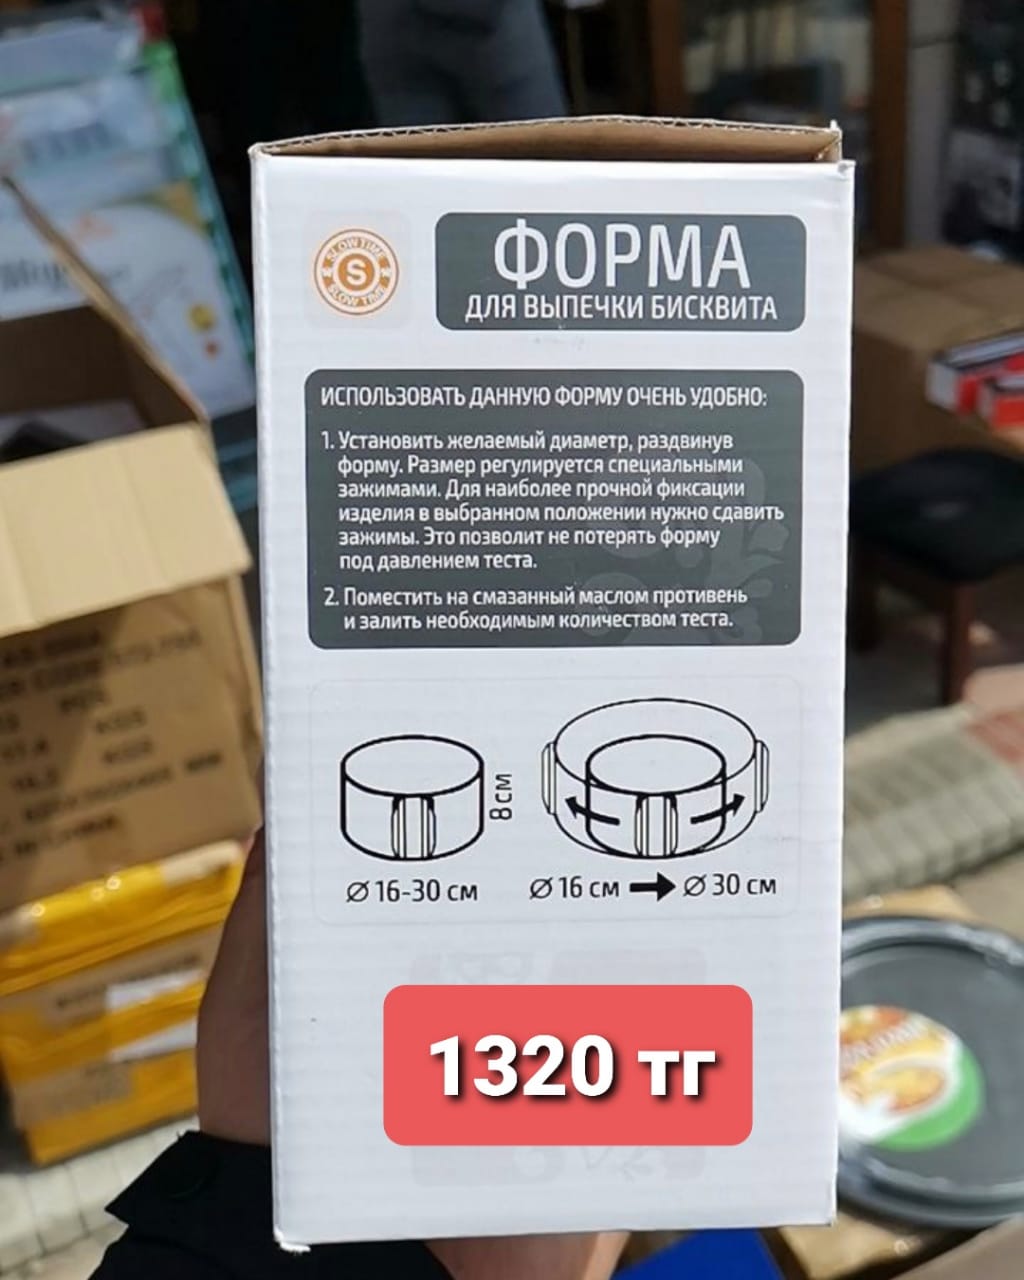 SLOWTIME
S
SLOW TIME
ФОРМА
ДЛЯ ВЫПЕЧКИ БИСКВИТА
ИСПОЛЬЗОВАТЬ ДАННУЮ ФОРМУ ОЧЕНЬ УДОБНО:
1. Установить желаемый диаметр, раздвинув
форму. Размер регулируется специальными
зажимами. Для наиболее прочной фиксации
изделия в выбранном положении нужно сдавить
зажимы. Это позволит не потерять форму
под давлением теста.
2. Поместить на смазанный маслом противень
и залить необходимым количеством теста.
8 см
Ø 16-30 см
Ø 16 см Ø 30 см
1320 тг